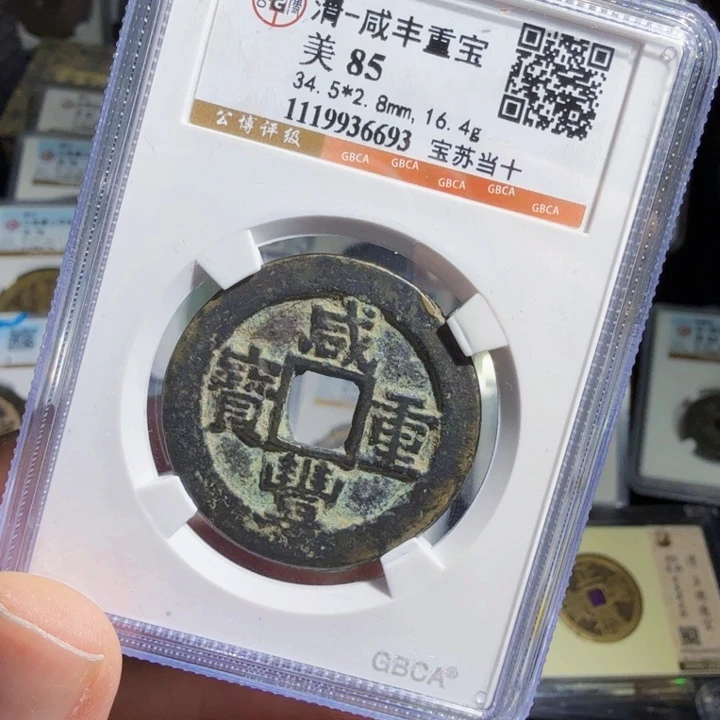 清-咸丰重宝
美 85
34.5*2.8mm, 16.4g
1119936693 宝苏当十
公博评级
GBCA GBCA GBCA GBCA GBCA
咸
豐
重
寶
GBCA®